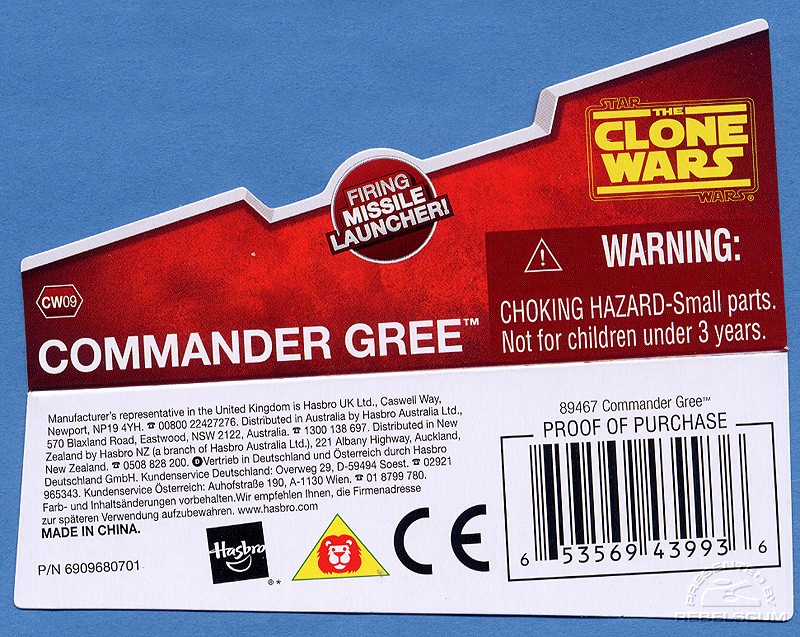 STAR
THE
CLONE
WARS
WARS ®
FIRING
MISSILE
LAUNCHER!
CW09
COMMANDER GREE™
WARNING:
CHOKING HAZARD-Small parts.
Not for children under 3 years.
Manufacturer's representative in the United Kingdom is Hasbro UK Ltd., Caswell Way,
Newport, NP19 4YH. ☎ 00800 22427276. Distributed in Australia by Hasbro Australia Ltd.,
570 Blaxland Road, Eastwood, NSW 2122, Australia. ☎ 1300 138 697. Distributed in New
Zealand by Hasbro NZ (a branch of Hasbro Australia Ltd.), 221 Albany Highway, Auckland,
New Zealand. ☎ 0508 828 200. D Vertrieb in Deutschland und Österreich durch Hasbro
Deutschland GmbH. Kundenservice Deutschland: Overweg 29, D-59494 Soest. ☎ 02921
965343. Kundenservice Österreich: Auhofstraße 190, A-1130 Wien. ☎ 01 8799 780.
Farb- und Inhaltsänderungen vorbehalten.Wir empfehlen Ihnen, die Firmenadresse
zur späteren Verwendung aufzubewahren. www.hasbro.com
MADE IN CHINA.
P/N 6909680701
Hasbro
®*
CE
89467 Commander Gree™
PROOF OF PURCHASE
6 53569 43993 6
PRESENTED BY
REBELSCUM